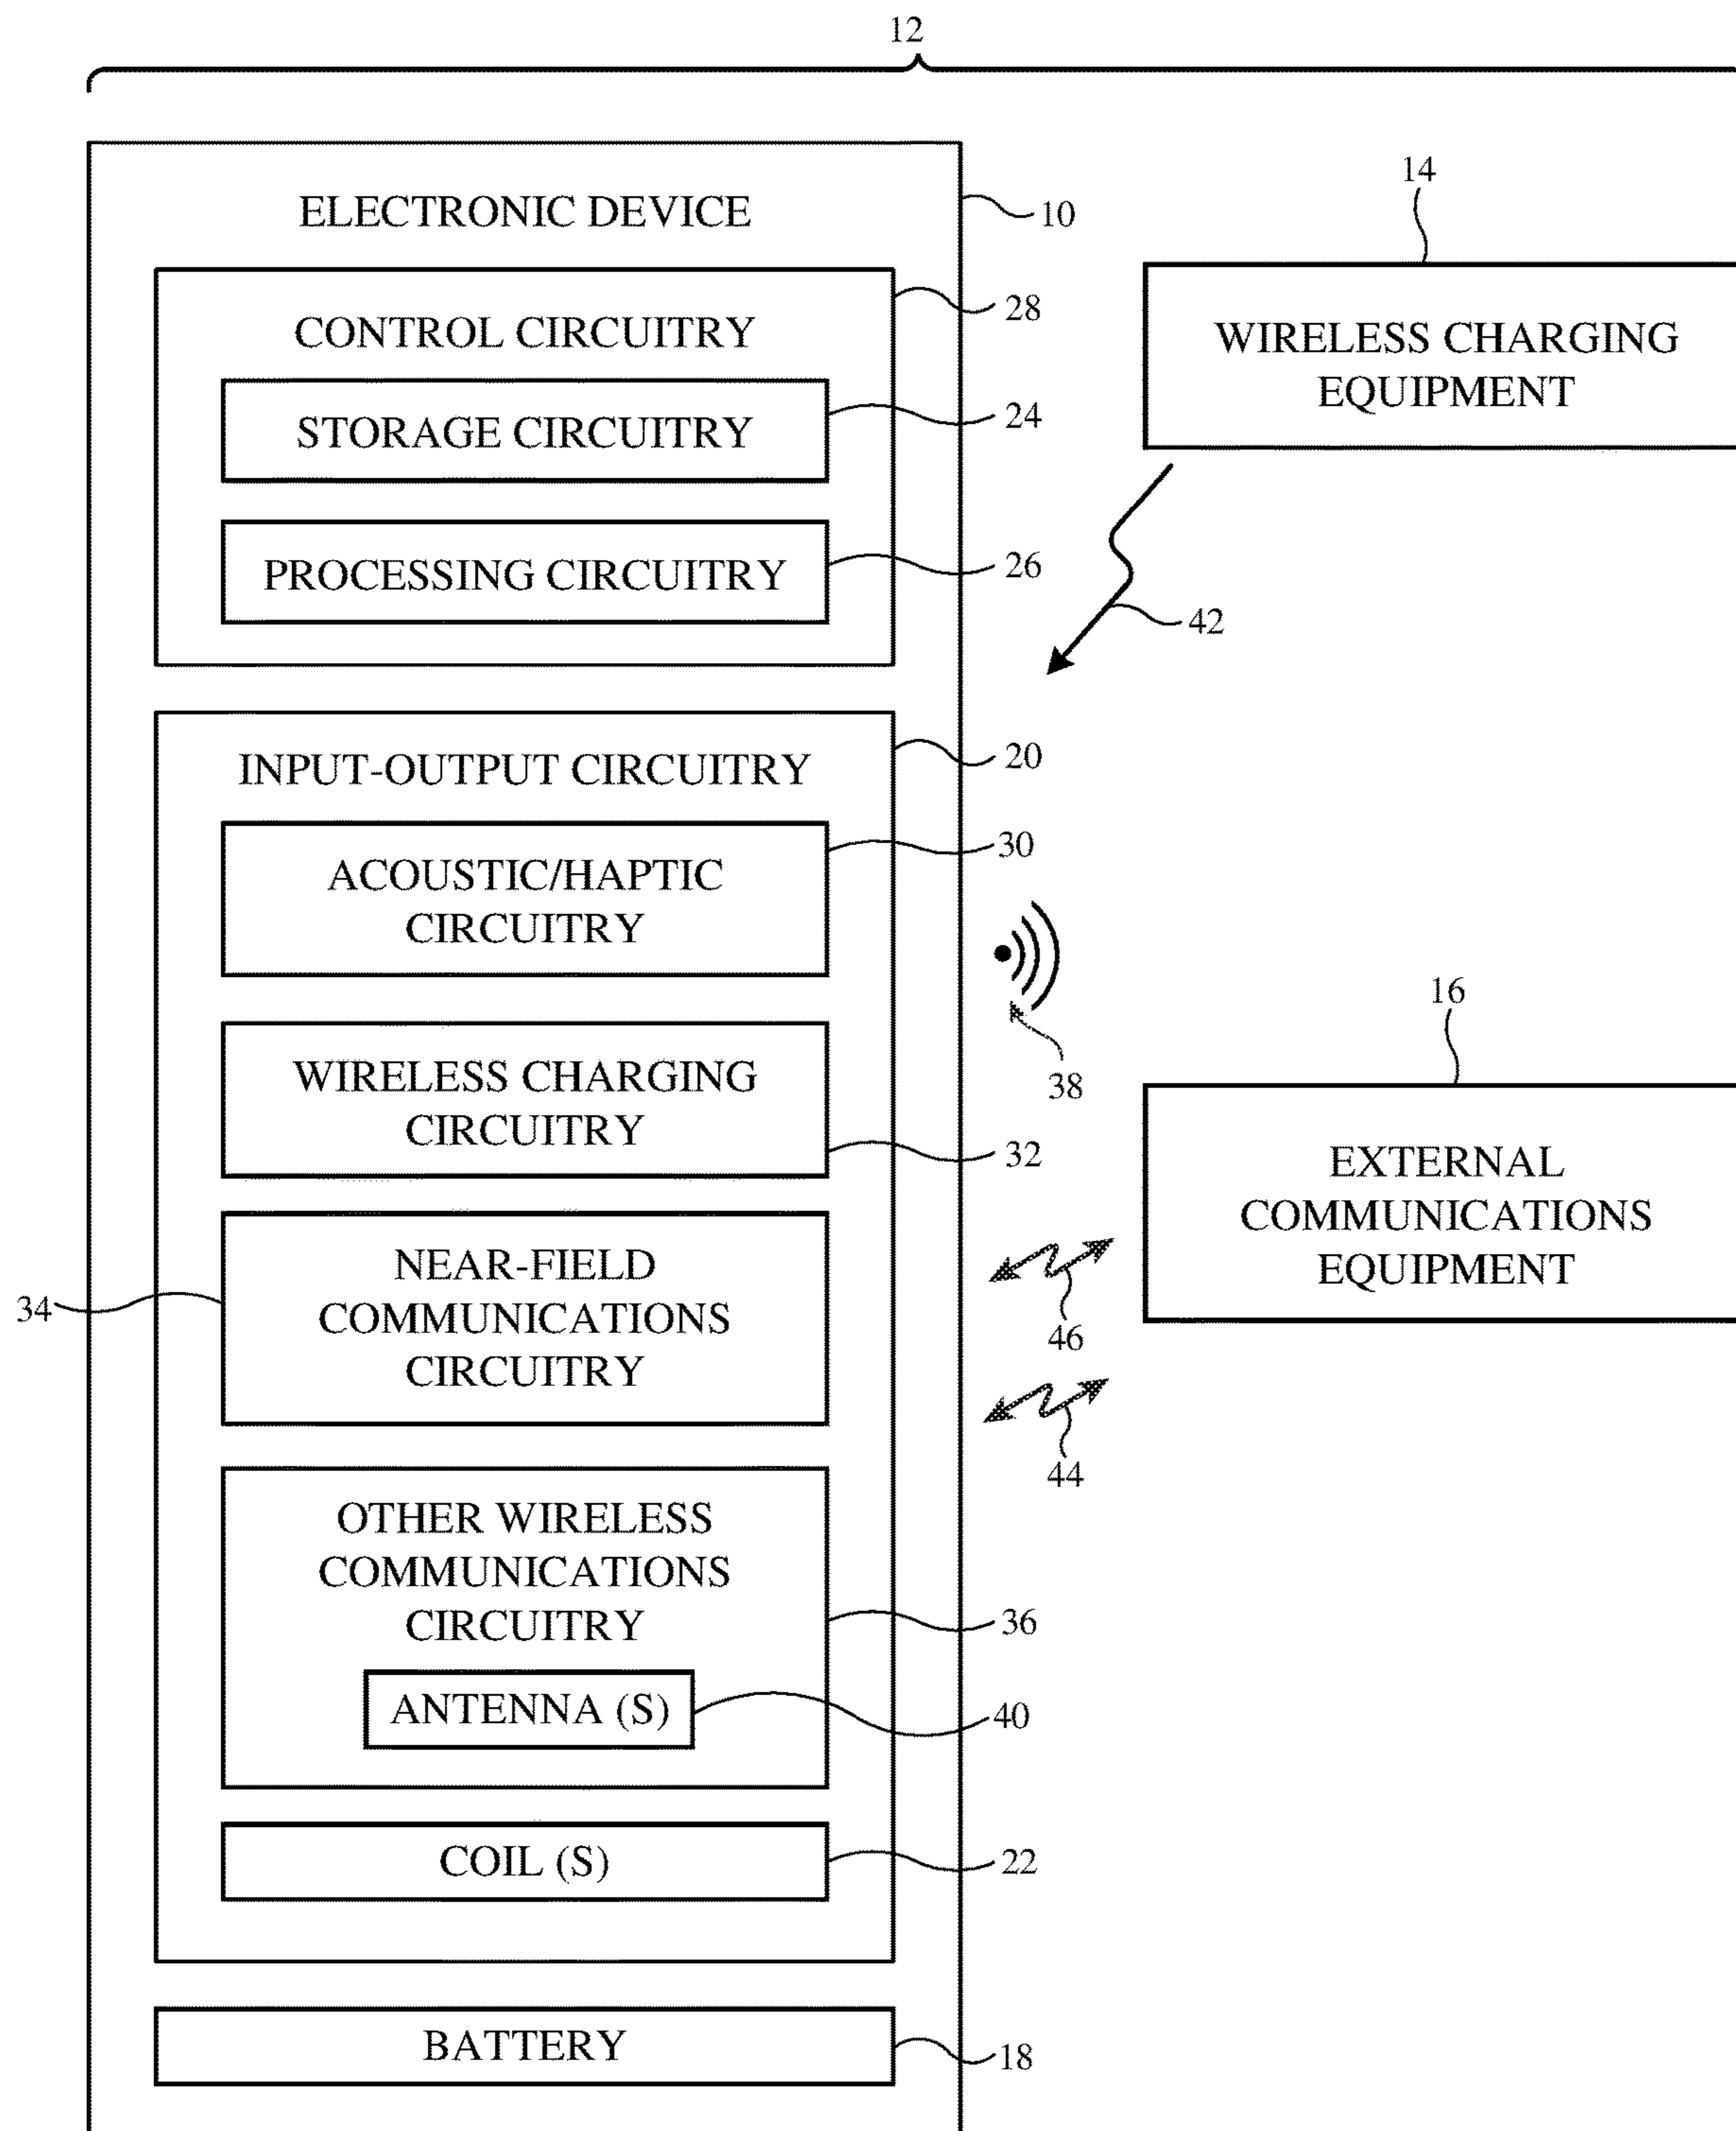 12
ELECTRONIC DEVICE
10
CONTROL CIRCUITRY
28
STORAGE CIRCUITRY
24
PROCESSING CIRCUITRY
26
14
WIRELESS CHARGING
EQUIPMENT
42
INPUT-OUTPUT CIRCUITRY
20
ACOUSTIC/HAPTIC
CIRCUITRY
30
38
WIRELESS CHARGING
CIRCUITRY
32
16
EXTERNAL
COMMUNICATIONS
EQUIPMENT
34
NEAR-FIELD
COMMUNICATIONS
CIRCUITRY
46
44
OTHER WIRELESS
COMMUNICATIONS
CIRCUITRY
36
ANTENNA (S)
40
COIL (S)
22
BATTERY
18